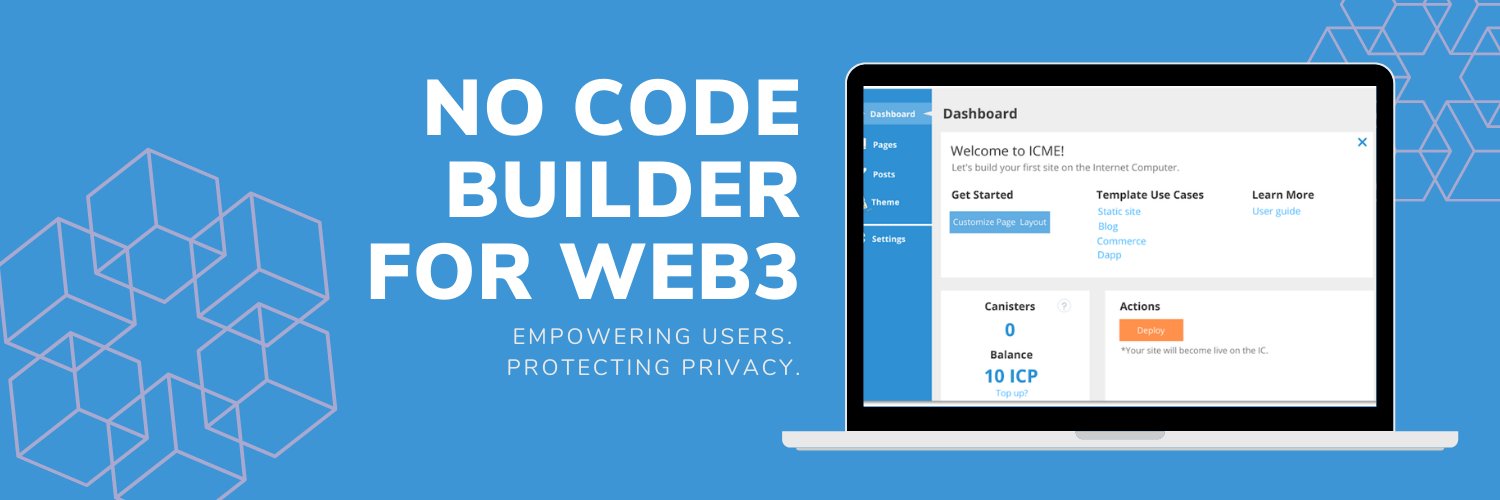 NO CODE
BUILDER
FOR WEB3
EMPOWERING USERS.
PROTECTING PRIVACY.
Dashboard
Pages
Posts
Theme
Settings
Dashboard
Welcome to ICME!
Let's build your first site on the Internet Computer.
Get Started
Customize Page Layout
Template Use Cases
Static site
Blog
Commerce
Dapp
Learn More
User guide
Canisters ?
0
Balance
10 ICP
Top up?
Actions
Deploy
*Your site will become live on the IC.